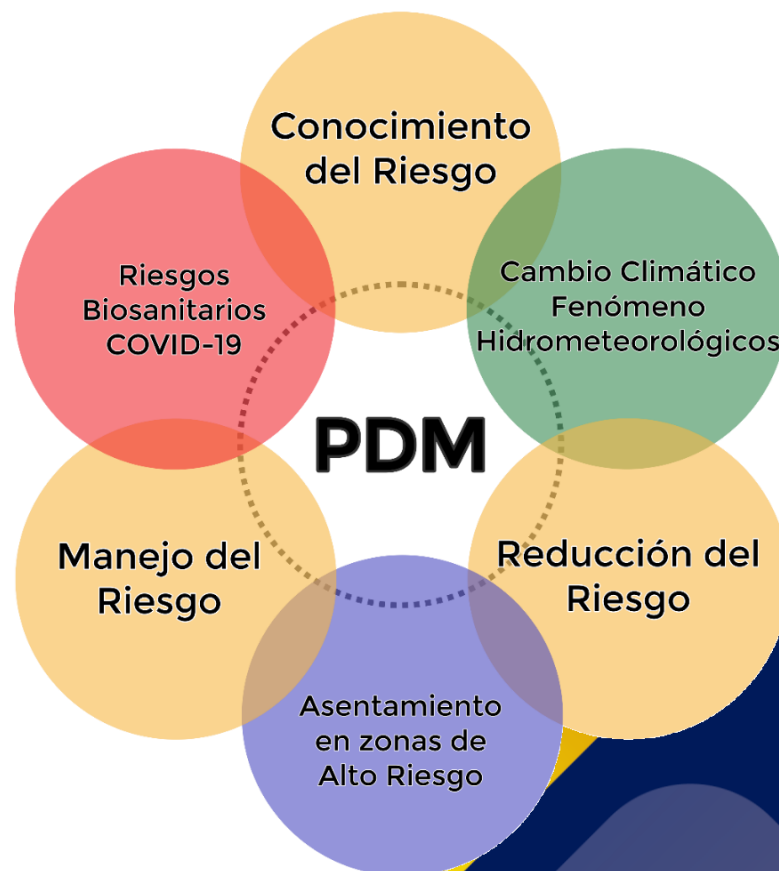 Conocimiento
del Riesgo
Cambio Climático
Fenómeno
Hidrometeorológicos
Riesgos
Biosanitarios
COVID-19
PDM
Manejo del
Riesgo
Reducción del
Riesgo
Asentamiento
en zonas de
Alto Riesgo